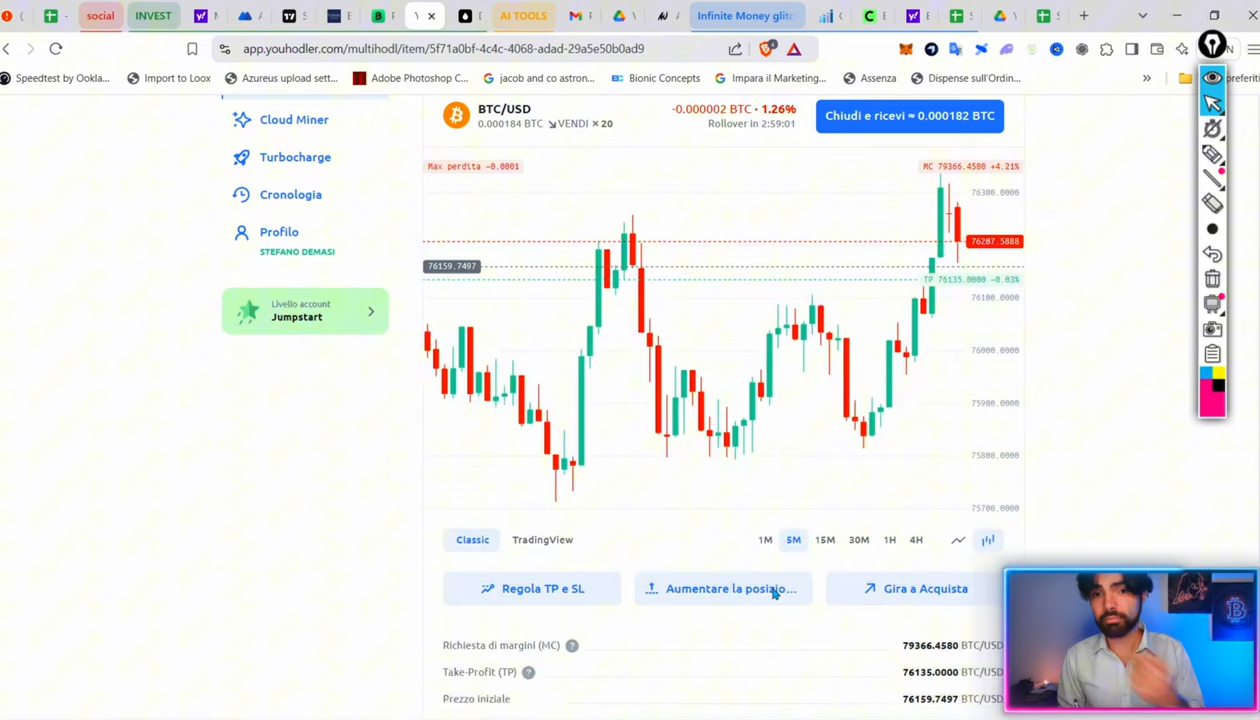 social
INVEST
AI TOOLS
Infinite Money glitc
app.youhodler.com/multihodl/item/5f71a0bf-4c4c-4068-adad-29a5e50b0ad9
Speedtest by Ookla...
Import to Loox
Azureus upload sett...
Adobe Photoshop C...
jacob and co astron...
Bionic Concepts
Impara il Marketing...
Assenza
Dispense sull'Ordin...
»
preferiti
Cloud Miner
Turbocharge
Cronologia
Profilo
STEFANO DEMASI
Livello account
Jumpstart
BTC/USD
0.000184 BTC ↘ VENDI × 20
-0.000002 BTC · 1.26%
Rollover in 2:59:01
Chiudi e ricevi ≈ 0.000182 BTC
Max perdita -0.0001
MC 79366.4580 +4.21%
76300.0000
76207.5888
76159.7497
TP 76135.0000 -0.03%
76100.0000
76000.0000
75900.0000
75800.0000
75700.0000
Classic
TradingView
1M
5M
15M
30M
1H
4H
Regola TP e SL
Aumentare la posizio...
Gira a Acquista
Richiesta di margini (MC) ?
79366.4580 BTC/USD
Take-Profit (TP) ?
76135.0000 BTC/USD
Prezzo iniziale
76159.7497 BTC/USD